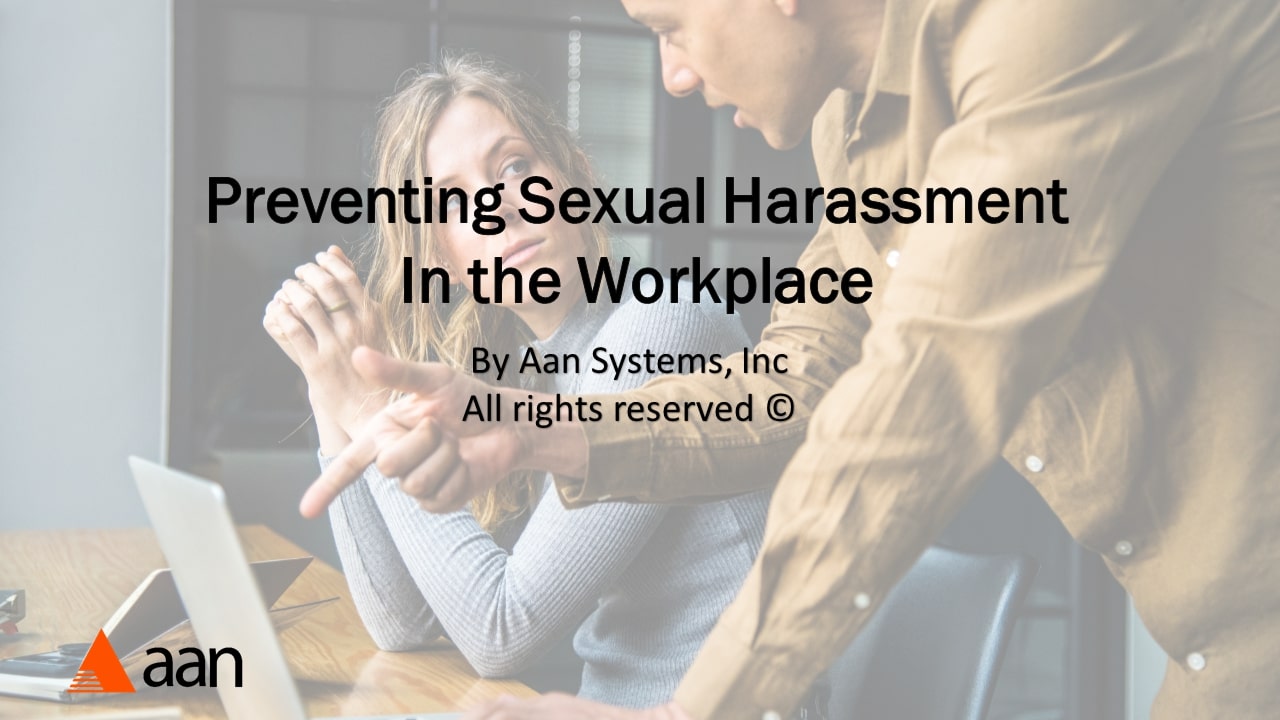 Preventing Sexual Harassment
In the Workplace
By Aan Systems, Inc
All rights reserved ©
aan